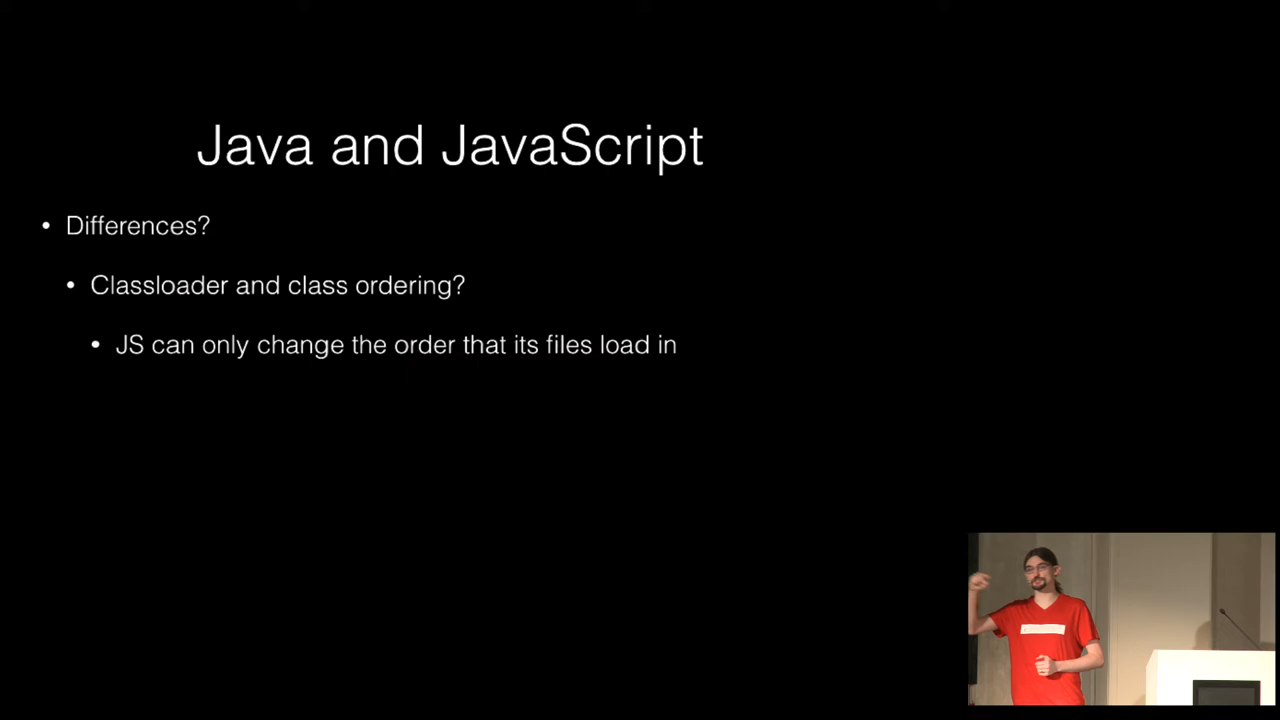 Java and JavaScript
• Differences?
• Classloader and class ordering?
• JS can only change the order that its files load in